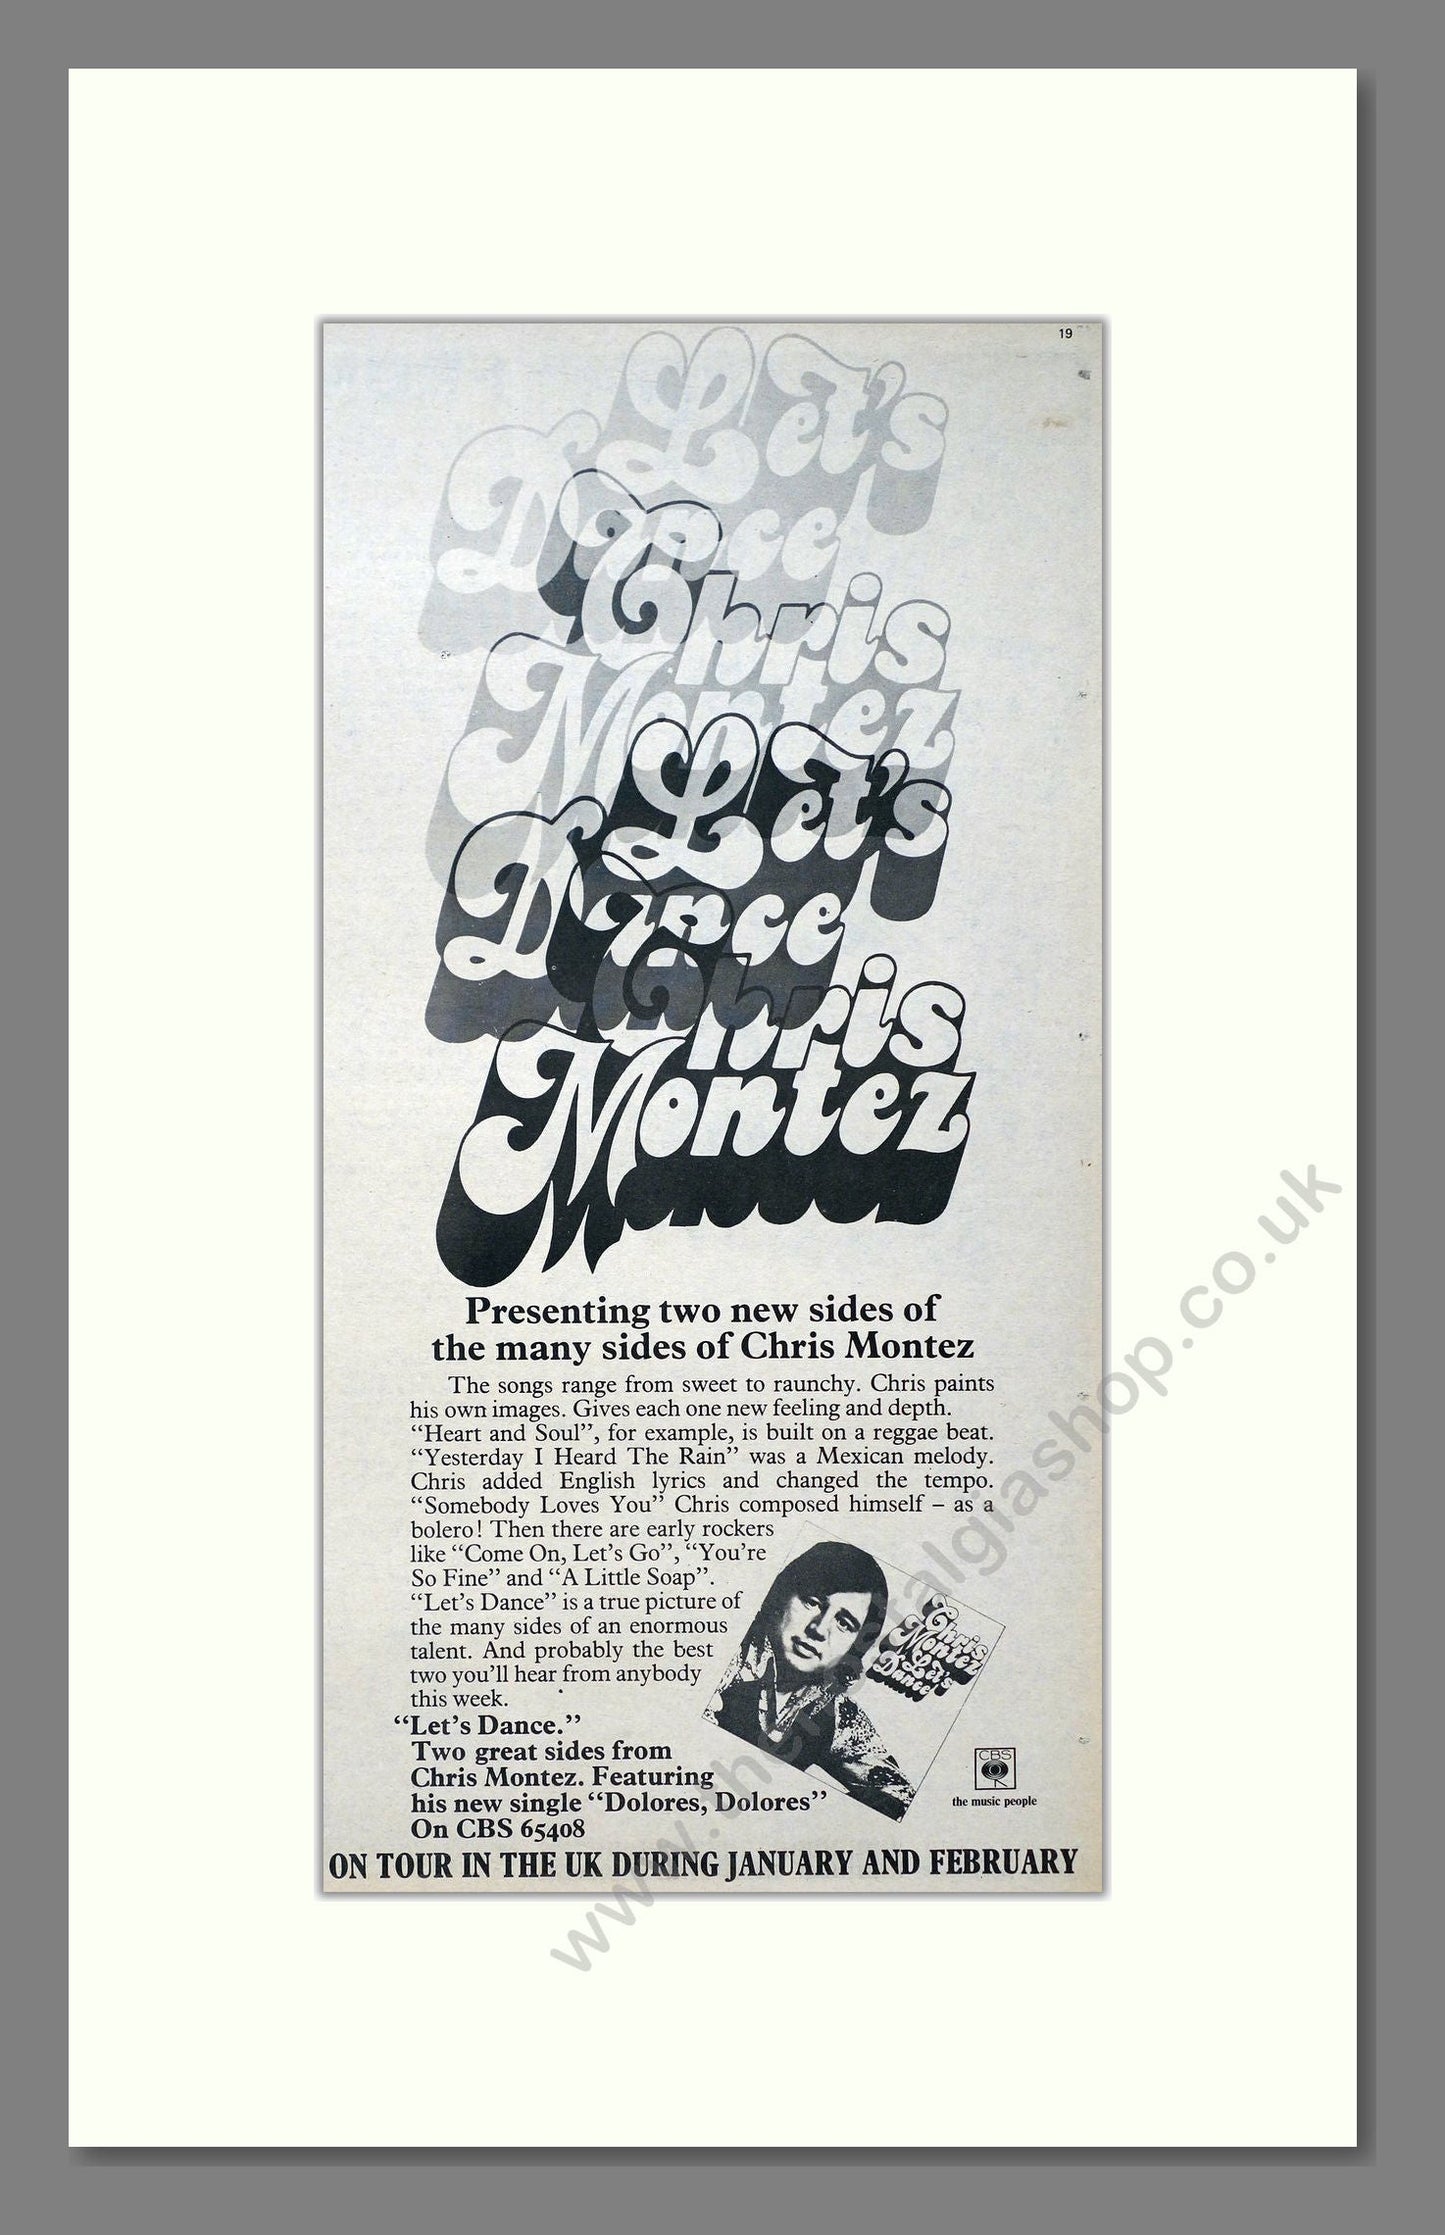 19
Let's
Dance
Chris
Montez
Let's
Dance
Chris
Montez
Presenting two new sides of
the many sides of Chris Montez
The songs range from sweet to raunchy. Chris paints
his own images. Gives each one new feeling and depth.
“Heart and Soul”, for example, is built on a reggae beat.
“Yesterday I Heard The Rain” was a Mexican melody.
Chris added English lyrics and changed the tempo.
“Somebody Loves You” Chris composed himself – as a
bolero! Then there are early rockers
like “Come On, Let’s Go”, “You’re
So Fine” and “A Little Soap”.
“Let’s Dance” is a true picture of
the many sides of an enormous
talent. And probably the best
two you’ll hear from anybody
this week.
“Let’s Dance.”
Two great sides from
Chris Montez. Featuring
his new single “Dolores, Dolores”
On CBS 65408
Chris
Montez
Let's
Dance
CBS
the music people
ON TOUR IN THE UK DURING JANUARY AND FEBRUARY
www.thenostalgiashop.co.uk